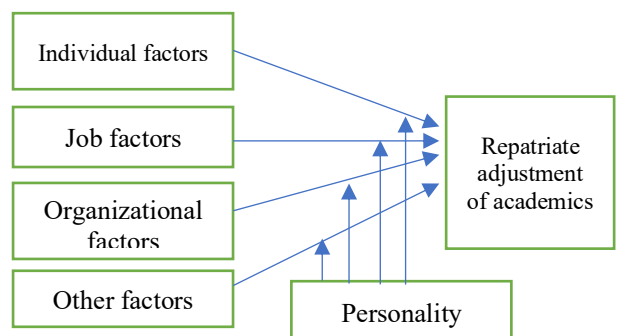 Individual factors
Job factors
Organizational
factors
Other factors
Repatriate
adjustment
of academics
Personality